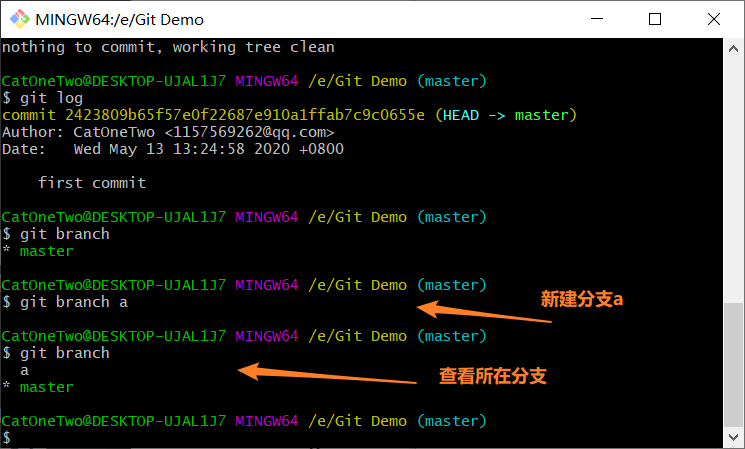 MINGW64:/e/Git Demo
nothing to commit, working tree clean
CatOneTwo@DESKTOP-UJAL1J7 MINGW64 /e/Git Demo (master)
$ git log
commit 2423809b65f57e0f22687e910a1ffab7c9c0655e (HEAD -> master)
Author: CatOneTwo <1157569262@qq.com>
Date:   Wed May 13 13:24:58 2020 +0800
    first commit
CatOneTwo@DESKTOP-UJAL1J7 MINGW64 /e/Git Demo (master)
$ git branch
* master
CatOneTwo@DESKTOP-UJAL1J7 MINGW64 /e/Git Demo (master)
$ git branch a
新建分支a
CatOneTwo@DESKTOP-UJAL1J7 MINGW64 /e/Git Demo (master)
$ git branch
  a
查看所在分支
* master
CatOneTwo@DESKTOP-UJAL1J7 MINGW64 /e/Git Demo (master)
$